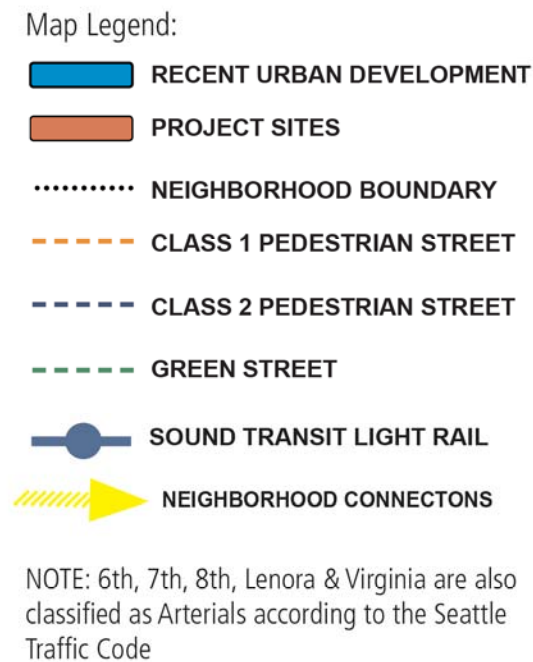 Map Legend:
RECENT URBAN DEVELOPMENT
PROJECT SITES
NEIGHBORHOOD BOUNDARY
CLASS 1 PEDESTRIAN STREET
CLASS 2 PEDESTRIAN STREET
GREEN STREET
SOUND TRANSIT LIGHT RAIL
NEIGHBORHOOD CONNECTONS
NOTE: 6th, 7th, 8th, Lenora & Virginia are also
classified as Arterials according to the Seattle
Traffic Code